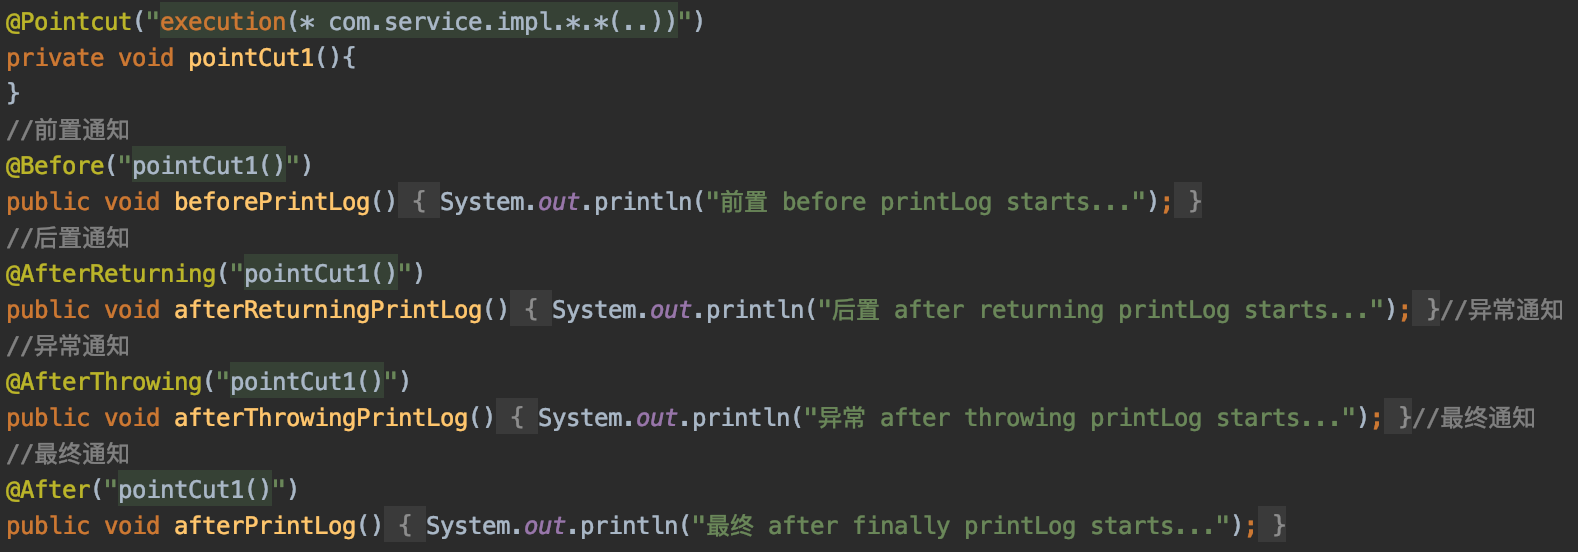 @Pointcut("execution(* com.service.impl.*.*(..))")
private void pointCut1(){
}
//前置通知
@Before("pointCut1()")
public void beforePrintLog() { System.out.println("前置 before printLog starts..."); }
//后置通知
@AfterReturning("pointCut1()")
public void afterReturningPrintLog() { System.out.println("后置 after returning printLog starts..."); }//异常通知
//异常通知
@AfterThrowing("pointCut1()")
public void afterThrowingPrintLog() { System.out.println("异常 after throwing printLog starts..."); }//最终通知
//最终通知
@After("pointCut1()")
public void afterPrintLog() { System.out.println("最终 after finally printLog starts..."); }